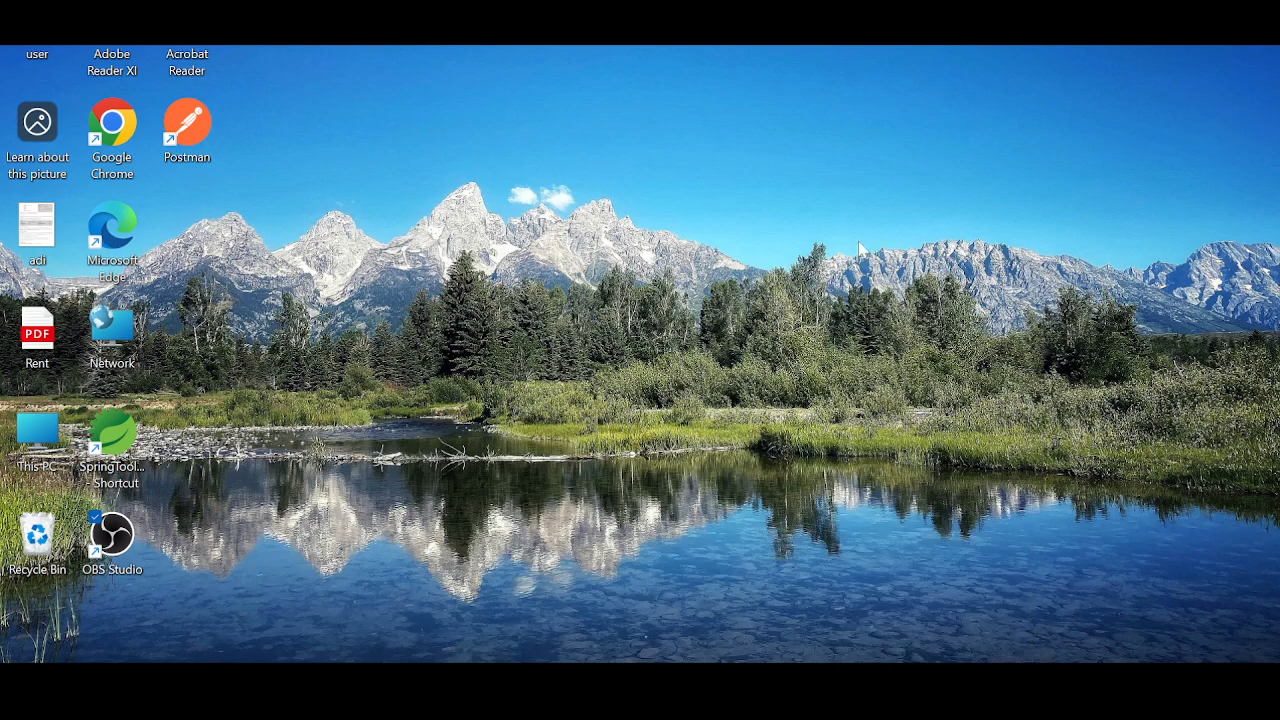 user
Adobe
Reader XI
Acrobat
Reader
Learn about
this picture
Google
Chrome
Postman
adi
Microsoft
Edge
PDF
Rent
Network
This PC
SpringTool...
- Shortcut
Recycle Bin
OBS Studio